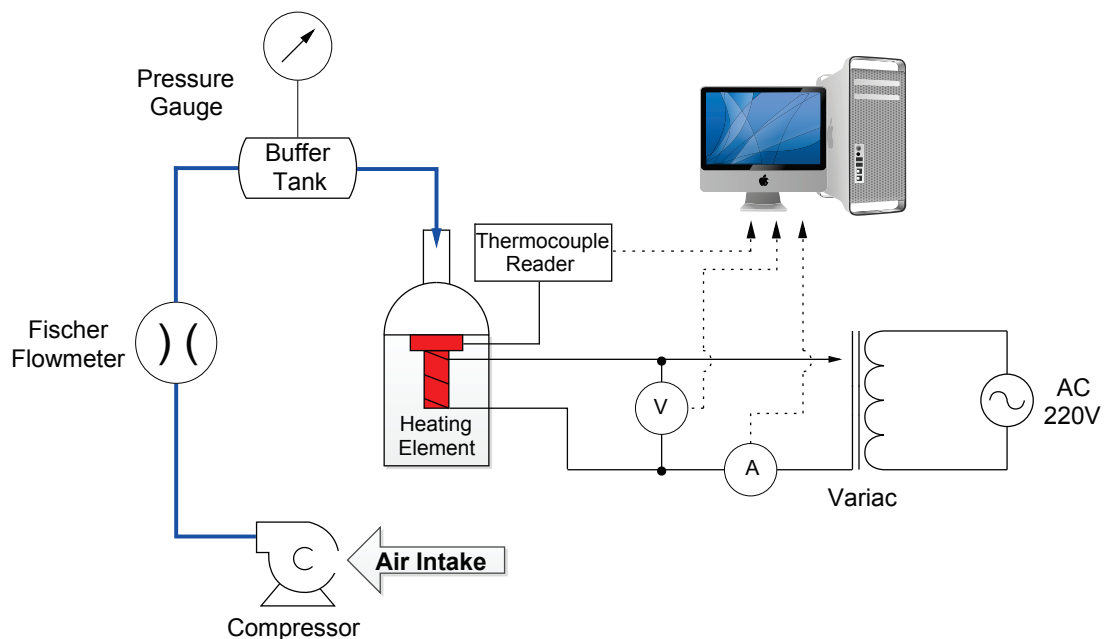 Pressure
Gauge
Buffer
Tank
Thermocouple
Reader
Fischer
Flowmeter
Heating
Element
V
A
AC
220V
Variac
C
Air Intake
Compressor